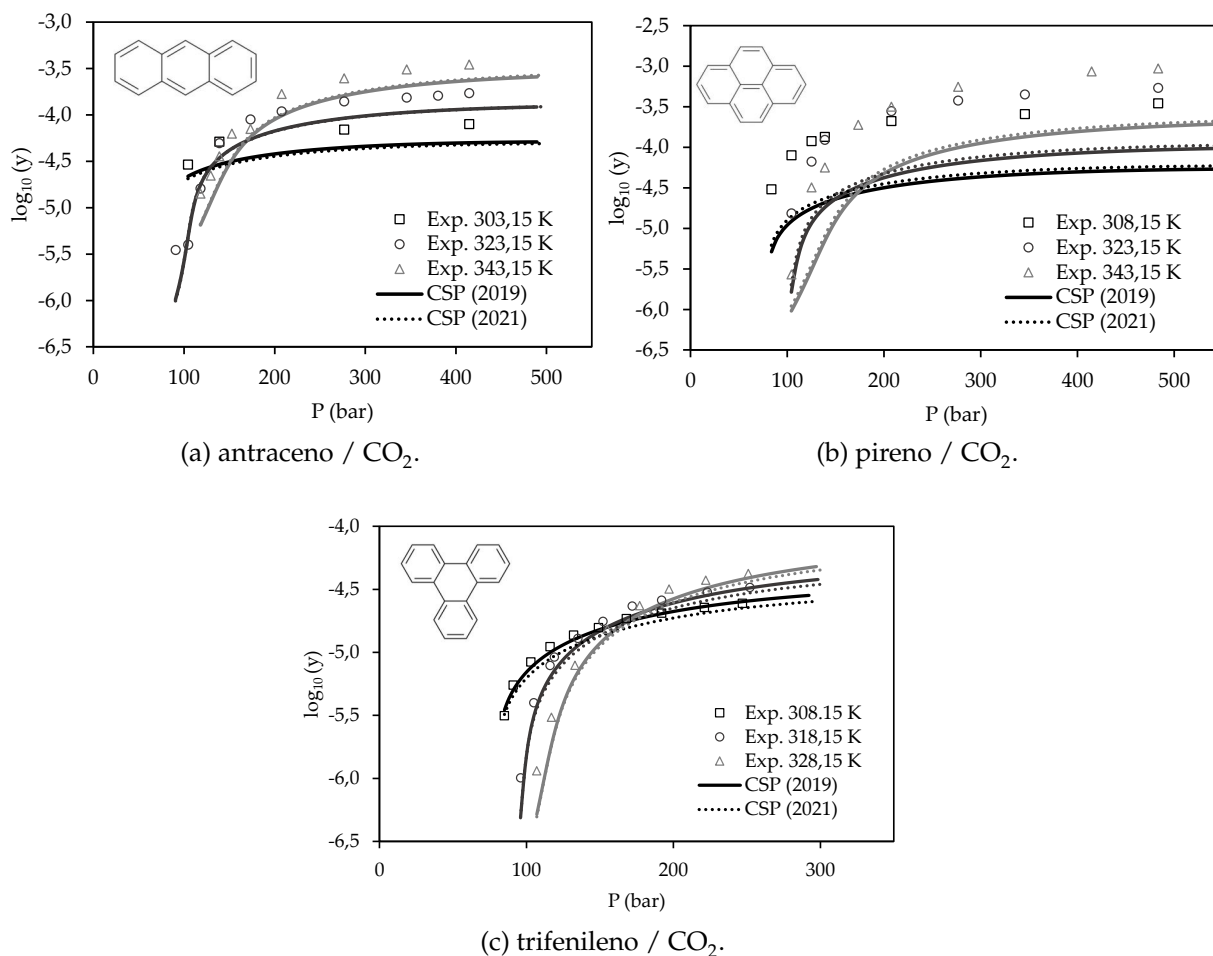 -3,0
-3,5
-4,0
-4,5
-5,0
-5,5
-6,0
-6,5
log₁₀ (y)
Exp. 303,15 K
Exp. 323,15 K
Exp. 343,15 K
CSP (2019)
CSP (2021)
0 100 200 300 400 500
P (bar)
(a) antraceno / CO₂.
-2,5
-3,0
-3,5
-4,0
-4,5
-5,0
-5,5
-6,0
-6,5
log₁₀ (y)
Exp. 308,15 K
Exp. 323,15 K
Exp. 343,15 K
CSP (2019)
CSP (2021)
0 100 200 300 400 500
P (bar)
(b) pireno / CO₂.
-4,0
-4,5
-5,0
-5,5
-6,0
-6,5
log₁₀ (y)
Exp. 308.15 K
Exp. 318,15 K
Exp. 328,15 K
CSP (2019)
CSP (2021)
0 100 200 300
P (bar)
(c) trifenileno / CO₂.